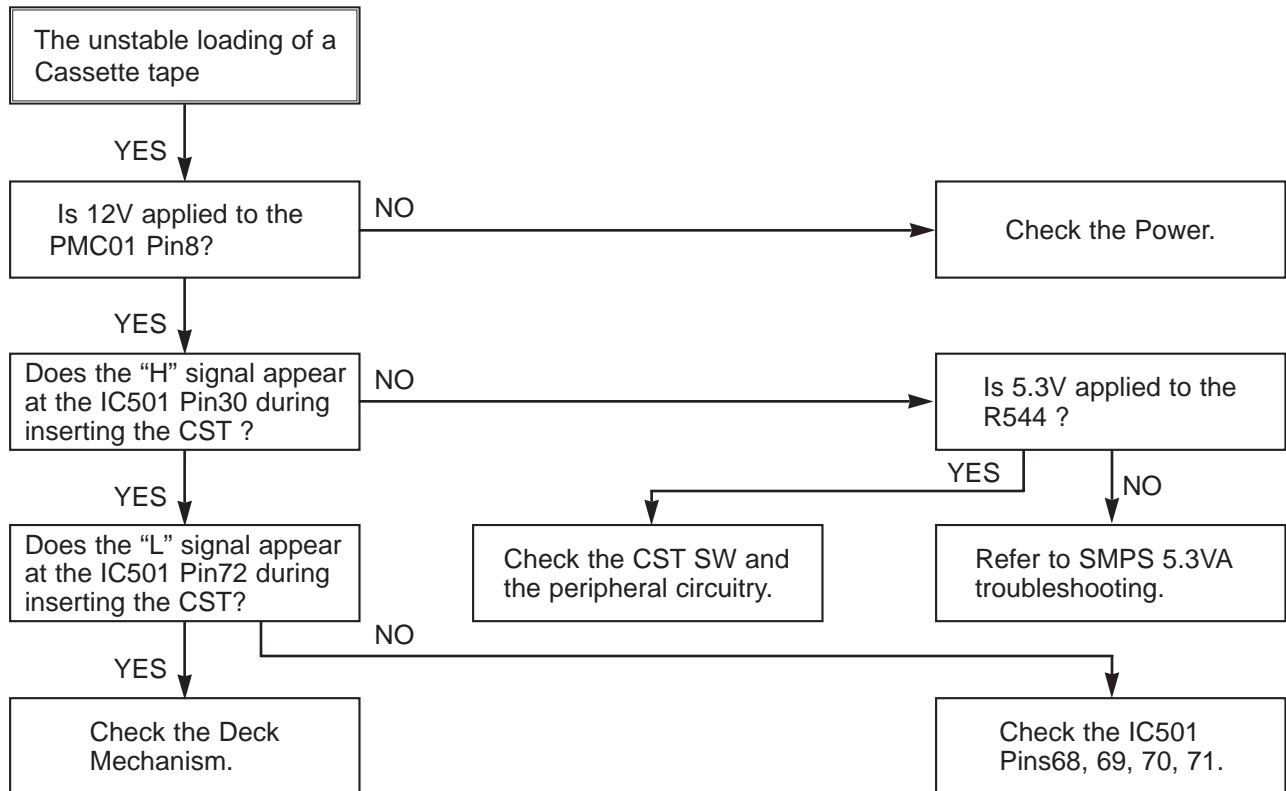 The unstable loading of a
Cassette tape
YES
Is 12V applied to the
PMC01 Pin8?
NO
Check the Power.
YES
Does the “H” signal appear
at the IC501 Pin30 during
inserting the CST ?
NO
Is 5.3V applied to the
R544 ?
YES
NO
YES
Does the “L” signal appear
at the IC501 Pin72 during
inserting the CST?
Check the CST SW and
the peripheral circuitry.
Refer to SMPS 5.3VA
troubleshooting.
NO
YES
Check the Deck
Mechanism.
Check the IC501
Pins68, 69, 70, 71.